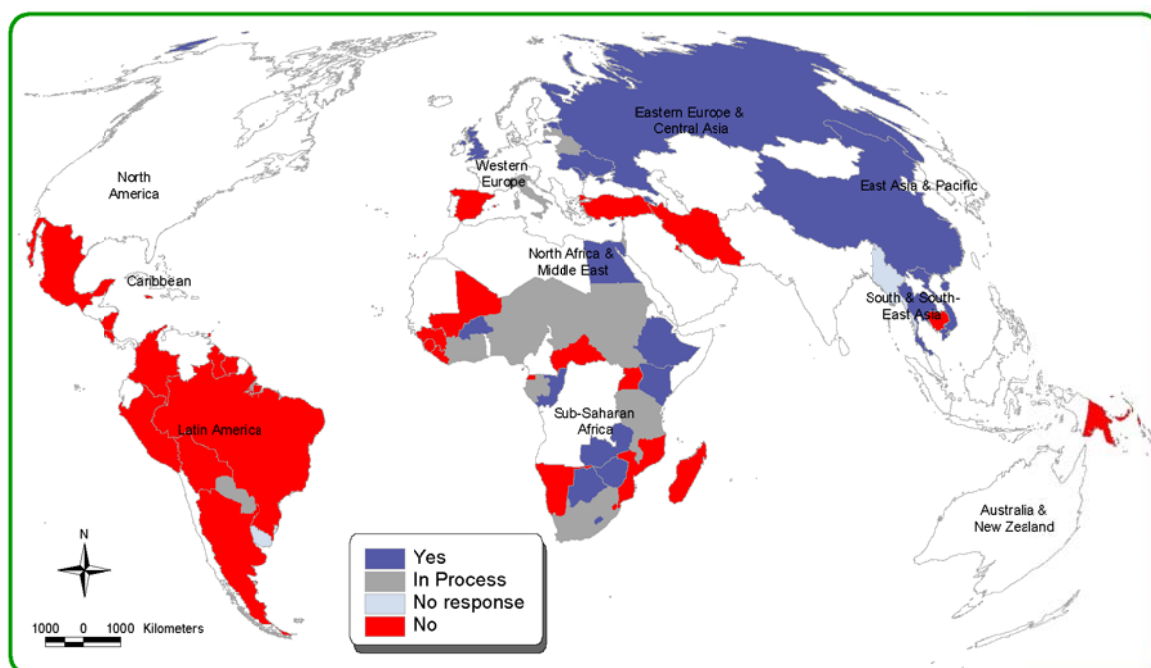 Eastern Europe &
Central Asia
North
America
Western
Europe
East Asia & Pacific
North Africa &
Middle East
Caribbean
South & South-
East Asia
Sub-Saharan
Africa
Latin America
Australia &
New Zealand
N
1000 0 1000 Kilometers
Yes
In Process
No response
No